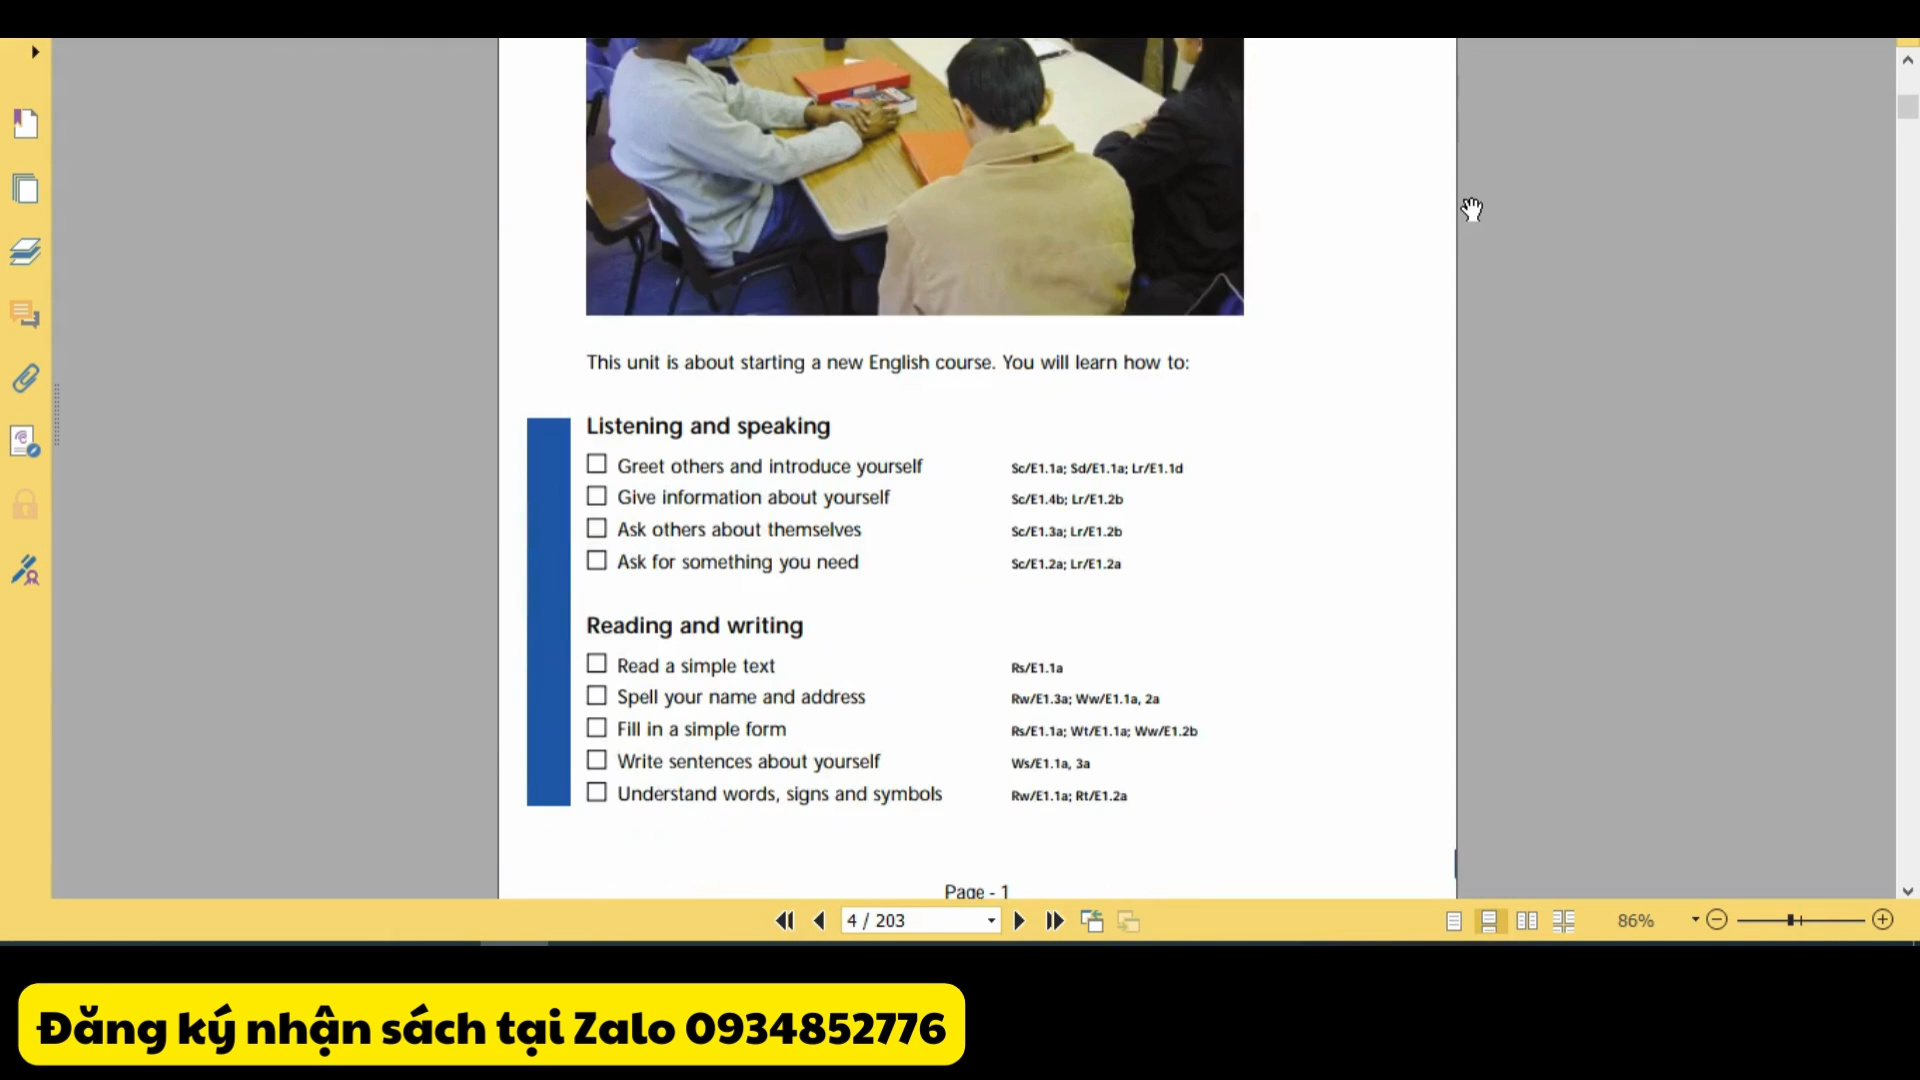 This unit is about starting a new English course. You will learn how to:
Listening and speaking
Greet others and introduce yourself Sc/E1.1a; Sd/E1.1a; Lr/E1.1d
Give information about yourself Sc/E1.4b; Lr/E1.2b
Ask others about themselves Sc/E1.3a; Lr/E1.2b
Ask for something you need Sc/E1.2a; Lr/E1.2a
Reading and writing
Read a simple text Rs/E1.1a
Spell your name and address Rw/E1.3a; Ww/E1.1a, 2a
Fill in a simple form Rs/E1.1a; Wt/E1.1a; Ww/E1.2b
Write sentences about yourself Ws/E1.1a, 3a
Understand words, signs and symbols Rw/E1.1a; Rt/E1.2a
Page - 1
4 / 203
86%
Đăng ký nhận sách tại Zalo 0934852776